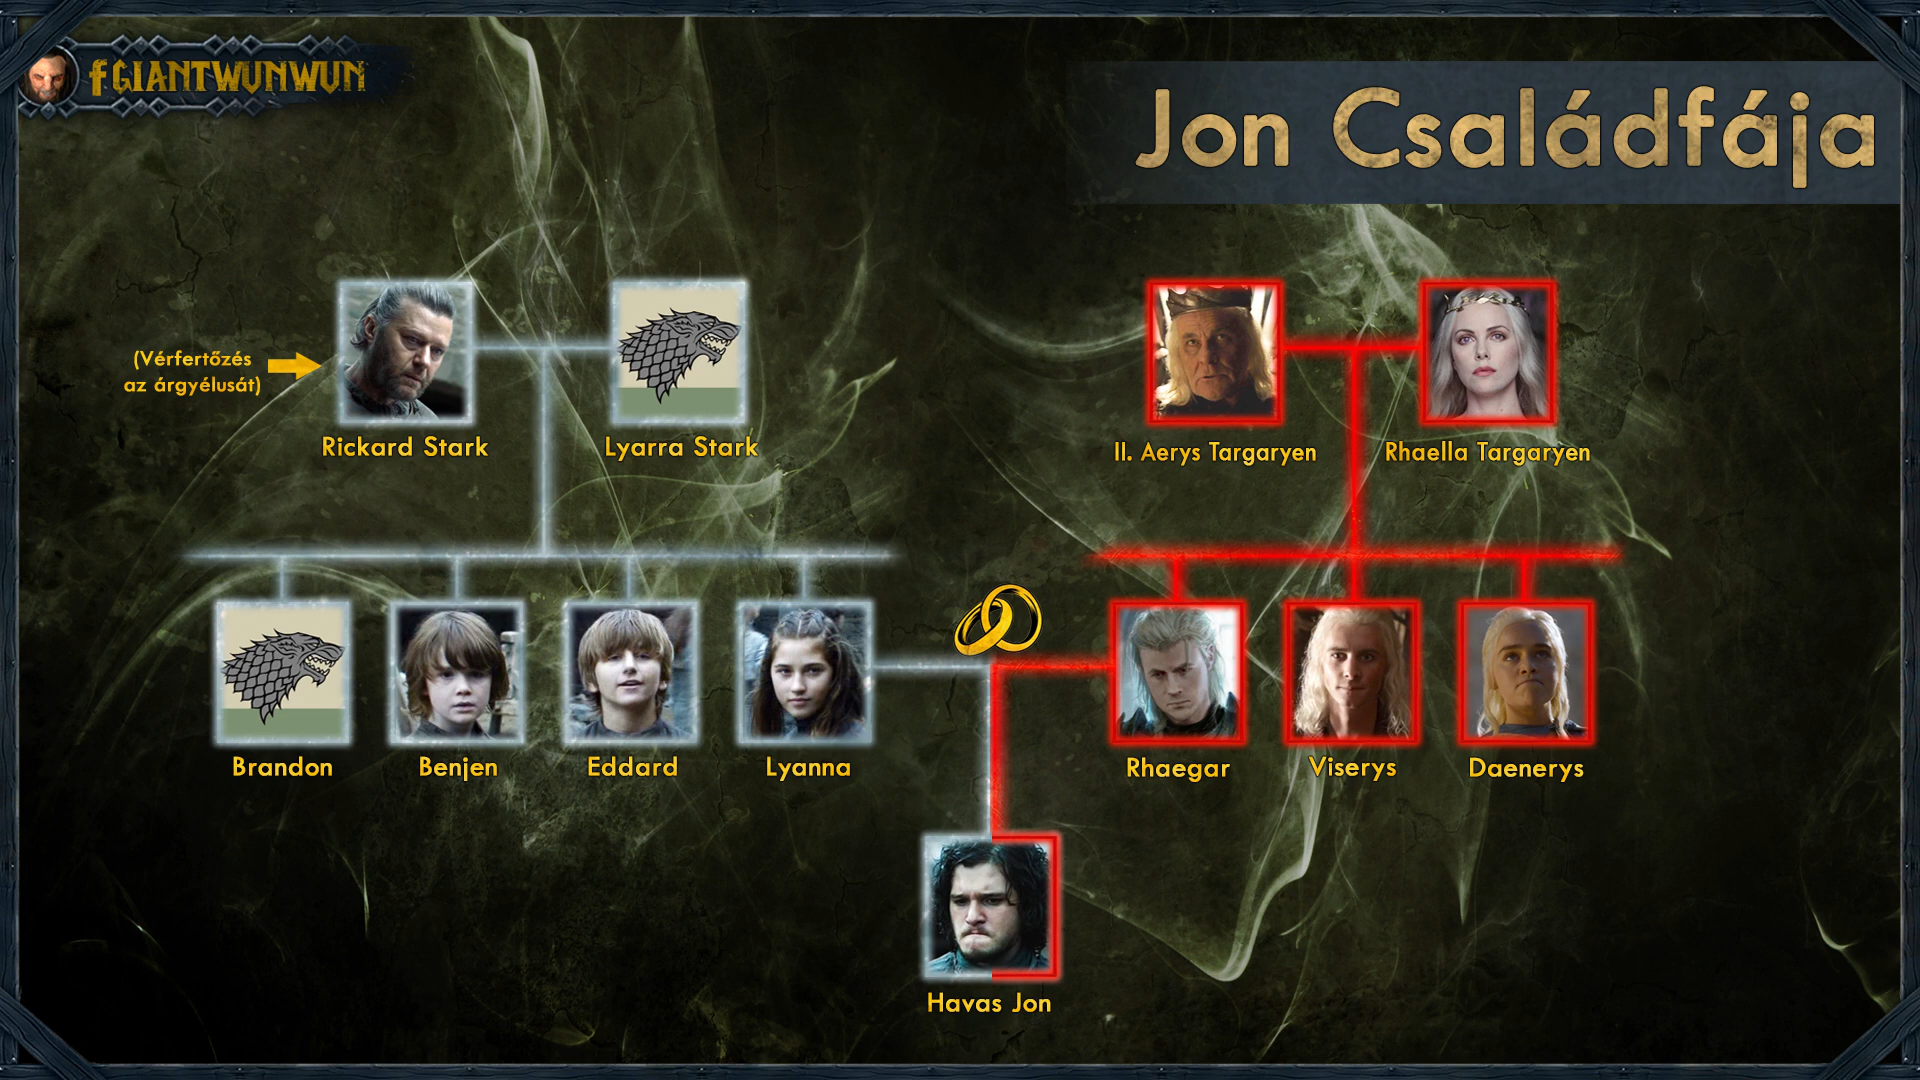 fGIANTWUNWUN
Jon Családfája
(Vérfertőzés
az árgyélusát)
Rickard Stark
Lyarra Stark
II. Aerys Targaryen
Rhaella Targaryen
Brandon
Benjen
Eddard
Lyanna
Rhaegar
Viserys
Daenerys
Havas Jon